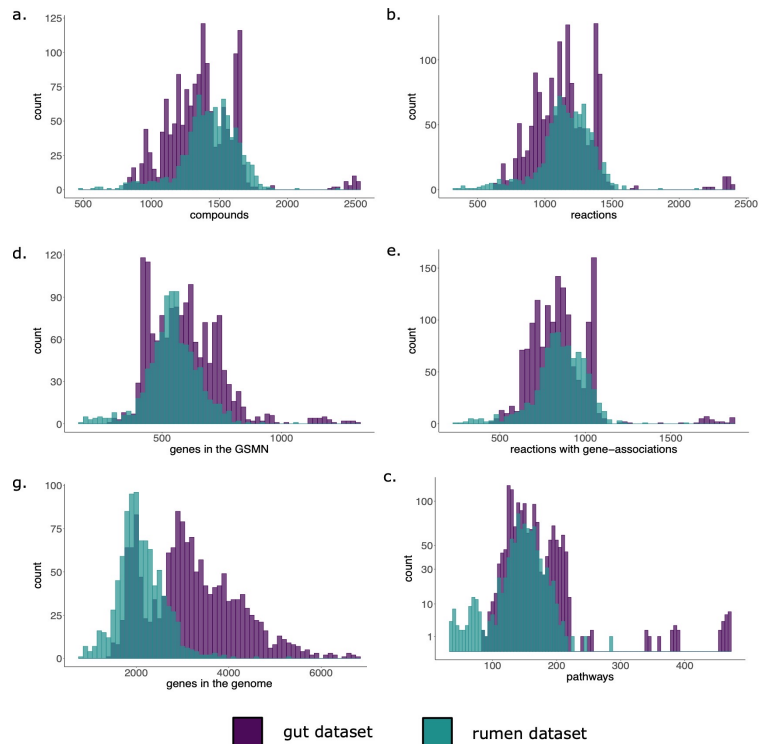 a.
125
100
75
50
25
0
count
500 1000 1500 2000 2500
compounds
b.
100
50
0
count
500 1000 1500 2000 2500
reactions
d.
120
90
60
30
0
count
500 1000
genes in the GSMN
e.
150
100
50
0
count
500 1000 1500
reactions with gene-associations
g.
100
75
50
25
0
count
2000 4000 6000
genes in the genome
c.
100
50
30
10
1
count
100 200 300 400
pathways
gut dataset rumen dataset